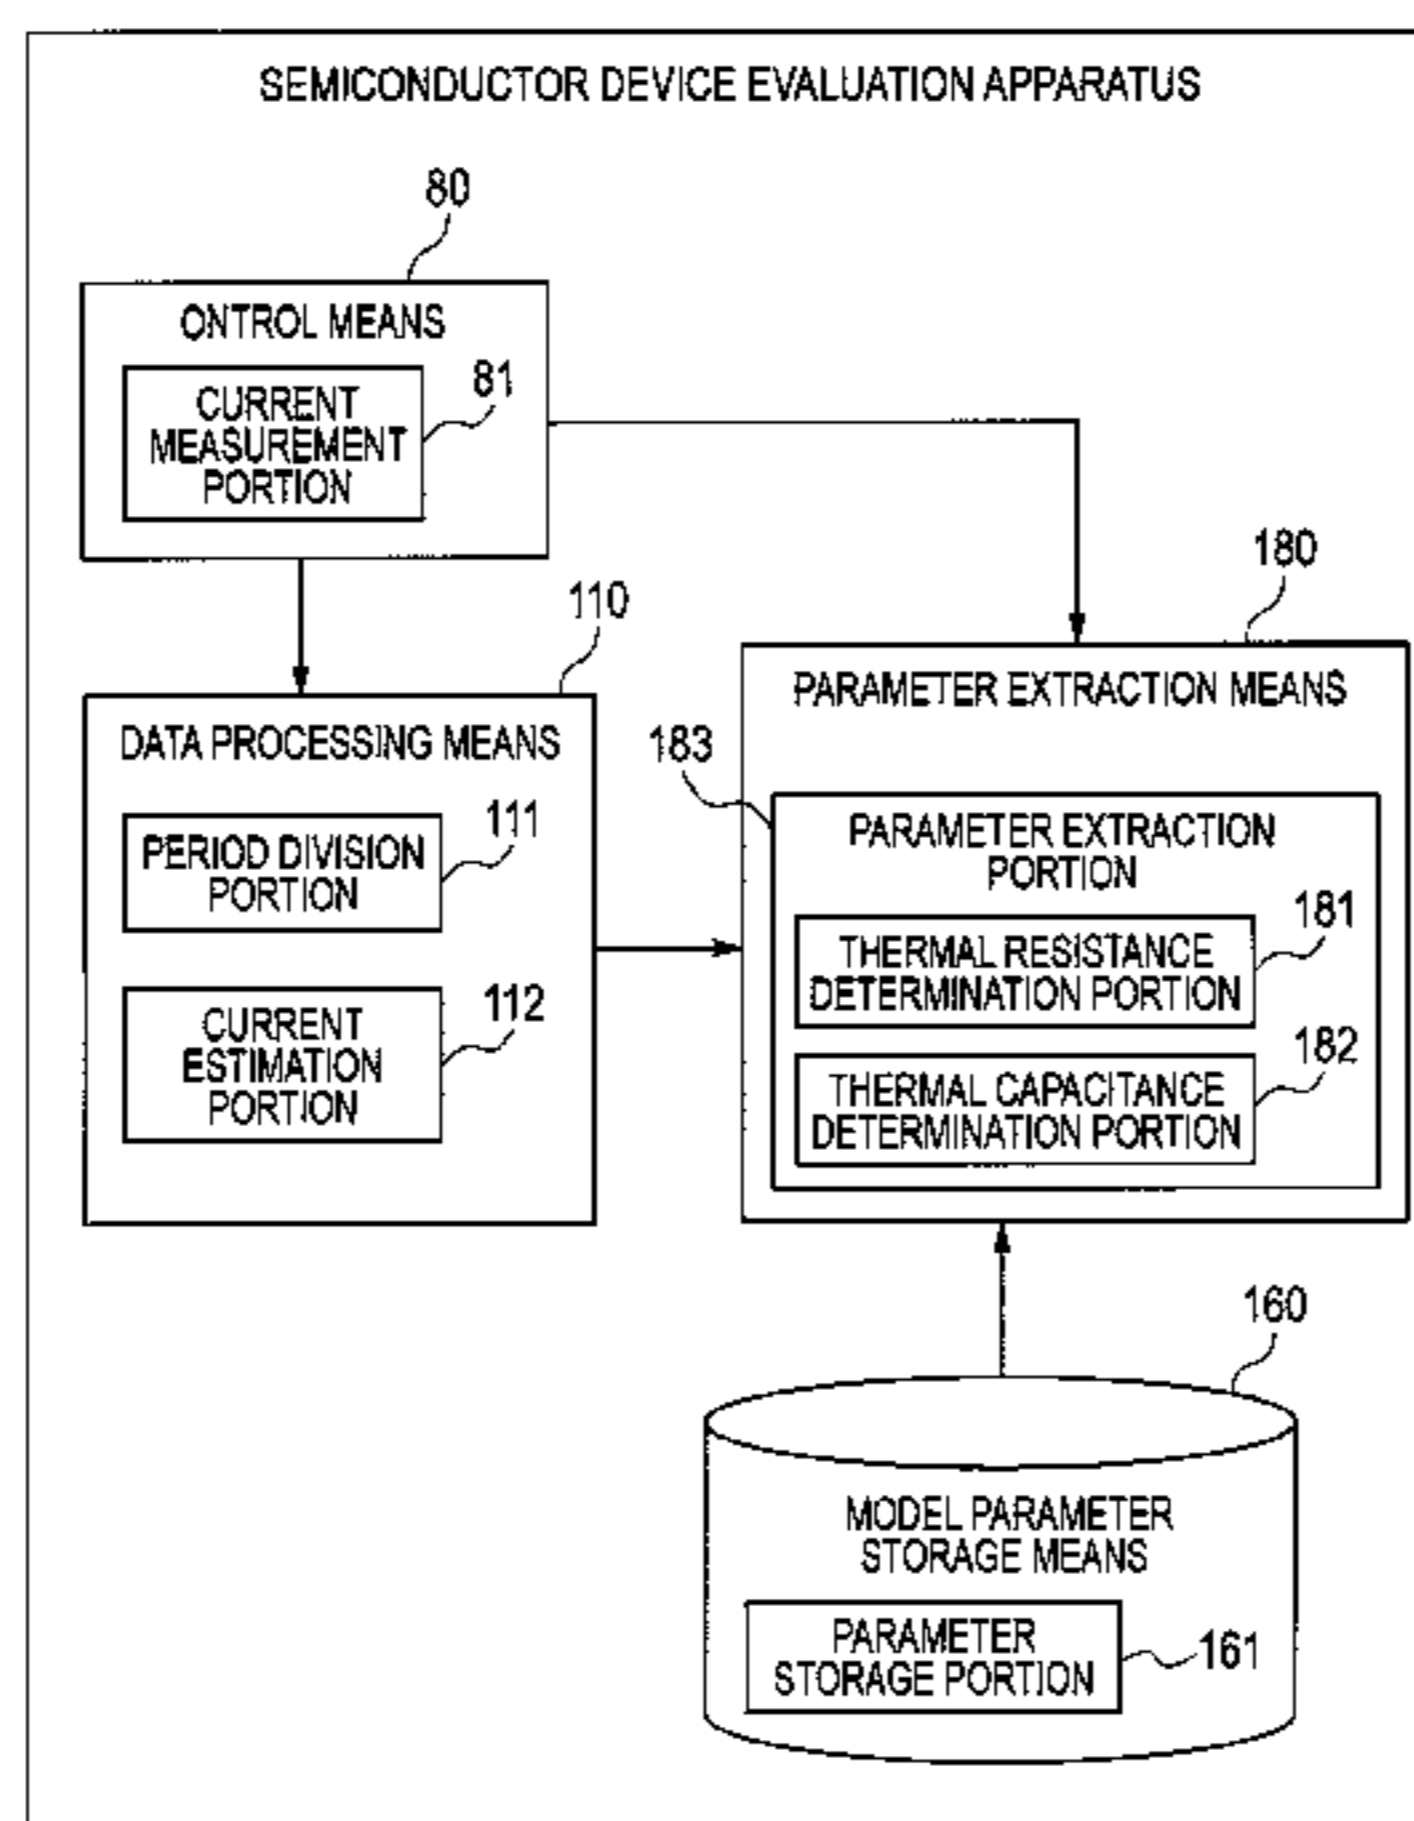 SEMICONDUCTOR DEVICE EVALUATION APPARATUS
80
ONTROL MEANS
81
CURRENT
MEASUREMENT
PORTION
180
110
PARAMETER EXTRACTION MEANS
DATA PROCESSING MEANS
183
111
PERIOD DIVISION
PORTION
PARAMETER EXTRACTION
PORTION
181
THERMAL RESISTANCE
DETERMINATION PORTION
112
CURRENT
ESTIMATION
PORTION
182
THERMAL CAPACITANCE
DETERMINATION PORTION
160
MODEL PARAMETER
STORAGE MEANS
PARAMETER
STORAGE PORTION
161